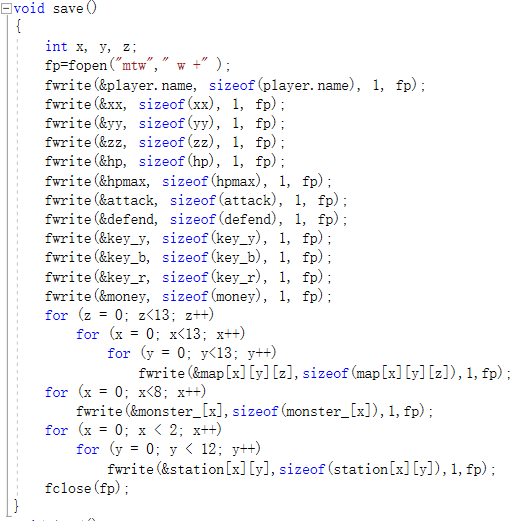 void save()
{
int x, y, z;
fp=fopen("mtw"," w +" );
fwrite(&player.name, sizeof(player.name), 1, fp);
fwrite(&xx, sizeof(xx), 1, fp);
fwrite(&yy, sizeof(yy), 1, fp);
fwrite(&zz, sizeof(zz), 1, fp);
fwrite(&hp, sizeof(hp), 1, fp);
fwrite(&hpmax, sizeof(hpmax), 1, fp);
fwrite(&attack, sizeof(attack), 1, fp);
fwrite(&defend, sizeof(defend), 1, fp);
fwrite(&key_y, sizeof(key_y), 1, fp);
fwrite(&key_b, sizeof(key_b), 1, fp);
fwrite(&key_r, sizeof(key_r), 1, fp);
fwrite(&money, sizeof(money), 1, fp);
for (z = 0; z<13; z++)
for (x = 0; x<13; x++)
for (y = 0; y<13; y++)
fwrite(&map[x][y][z],sizeof(map[x][y][z]),1,fp);
for (x = 0; x<8; x++)
fwrite(&monster_[x],sizeof(monster_[x]),1,fp);
for (x = 0; x < 2; x++)
for (y = 0; y < 12; y++)
fwrite(&station[x][y],sizeof(station[x][y]),1,fp);
fclose(fp);
}